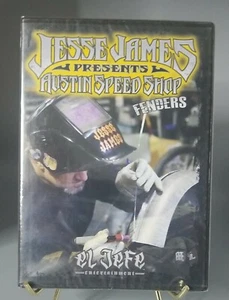 JESSE JAMES
PRESENTS
AUSTIN SPEED SHOP
FENDERS
JESSE
JAMES
el Jefe
entertainment